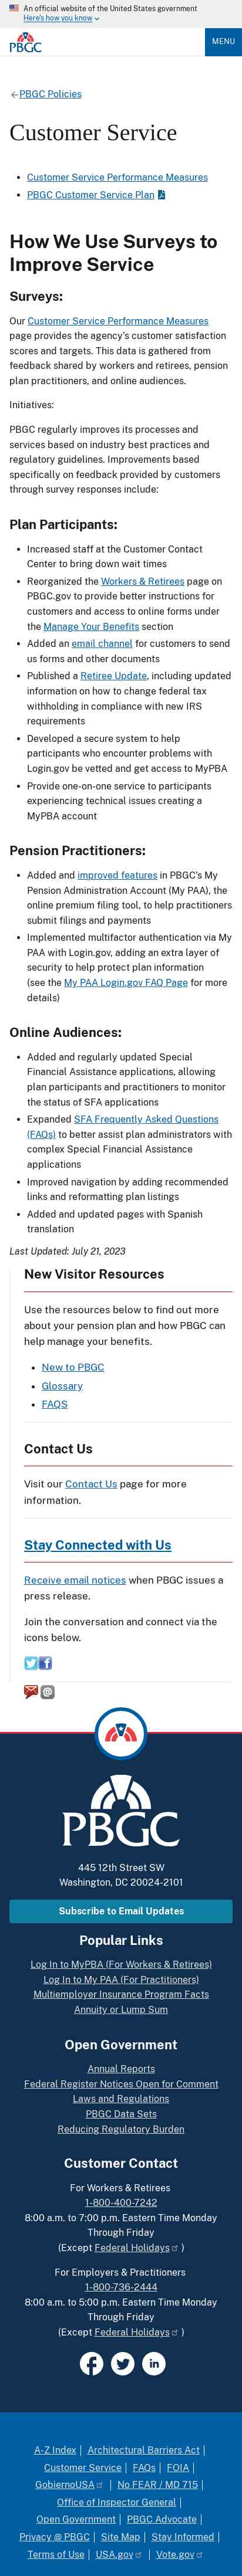 An official website of the United States government
Here's how you know
PBGC
MENU
PBGC Policies
Customer Service
Customer Service Performance Measures
PBGC Customer Service Plan
How We Use Surveys to
Improve Service
Surveys:
Our Customer Service Performance Measures
page provides the agency's customer satisfaction
scores and targets. This data is gathered from
feedback shared by workers and retirees, pension
plan practitioners, and online audiences.
Initiatives:
PBGC regularly improves its processes and
services based on industry best practices and
regulatory guidelines. Improvements based
specifically on feedback provided by customers
through survey responses include:
Plan Participants:
Increased staff at the Customer Contact
Center to bring down wait times
Reorganized the Workers & Retirees page on
PBGC.gov to provide better instructions for
customers and access to online forms under
the Manage Your Benefits section
Added an email channel for customers to send
us forms and other documents
Published a Retiree Update, including updated
information on how to change federal tax
withholding in compliance with new IRS
requirements
Developed a secure system to help
participants who encounter problems with
Login.gov be vetted and get access to MyPBA
Provide one-on-one service to participants
experiencing technical issues creating a
MyPBA account
Pension Practitioners:
Added and improved features in PBGC's My
Pension Administration Account (My PAA), the
online premium filing tool, to help practitioners
submit filings and payments
Implemented multifactor authentication via My
PAA with Login.gov, adding an extra layer of
security to help protect plan information
(see the My PAA Login.gov FAQ Page for more
details)
Online Audiences:
Added and regularly updated Special
Financial Assistance applications, allowing
plan participants and practitioners to monitor
the status of SFA applications
Expanded SFA Frequently Asked Questions
(FAQs) to better assist plan administrators with
complex Special Financial Assistance
applications
Improved navigation by adding recommended
links and reformatting plan listings
Added and updated pages with Spanish
translation
Last Updated: July 21, 2023
New Visitor Resources
Use the resources below to find out more
about your pension plan and how PBGC can
help you manage your benefits.
New to PBGC
Glossary
FAQS
Contact Us
Visit our Contact Us page for more
information.
Stay Connected with Us
Receive email notices when PBGC issues a
press release.
Join the conversation and connect with us via
the icons below.
PBGC
445 12th Street SW
Washington, DC 20024-2101
Subscribe to Email Updates
Popular Links
Log In to MyPBA (For Workers & Retirees)
Log In to My PAA (For Practitioners)
Multiemployer Insurance Program Facts
Annuity or Lump Sum
Open Government
Annual Reports
Federal Register Notices Open for Comment
Laws and Regulations
PBGC Data Sets
Reducing Regulatory Burden
Customer Contact
For Workers & Retirees
1-800-400-7242
8:00 a.m. to 7:00 p.m. Eastern Time Monday
Through Friday
(Except Federal Holidays )
For Employers & Practitioners
1-800-736-2444
8:00 a.m. to 5:00 p.m. Eastern Time Monday
Through Friday
(Except Federal Holidays )
A-Z Index | Architectural Barriers Act |
Customer Service | FAQs | FOIA |
GobiernoUSA | No FEAR / MD 715 |
Office of Inspector General |
Open Government | PBGC Advocate |
Privacy @ PBGC | Site Map | Stay Informed |
Terms of Use | USA.gov | Vote.gov